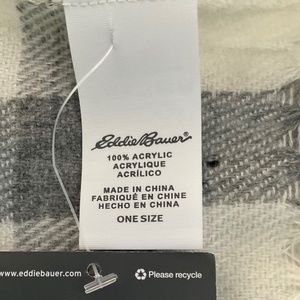 Eddie Bauer
100% ACRYLIC
ACRYLIQUE
ACRÍLICO
MADE IN CHINA
FABRIQUÉ EN CHINE
HECHO EN CHINA
ONE SIZE
www.eddiebauer.com
Please recycle